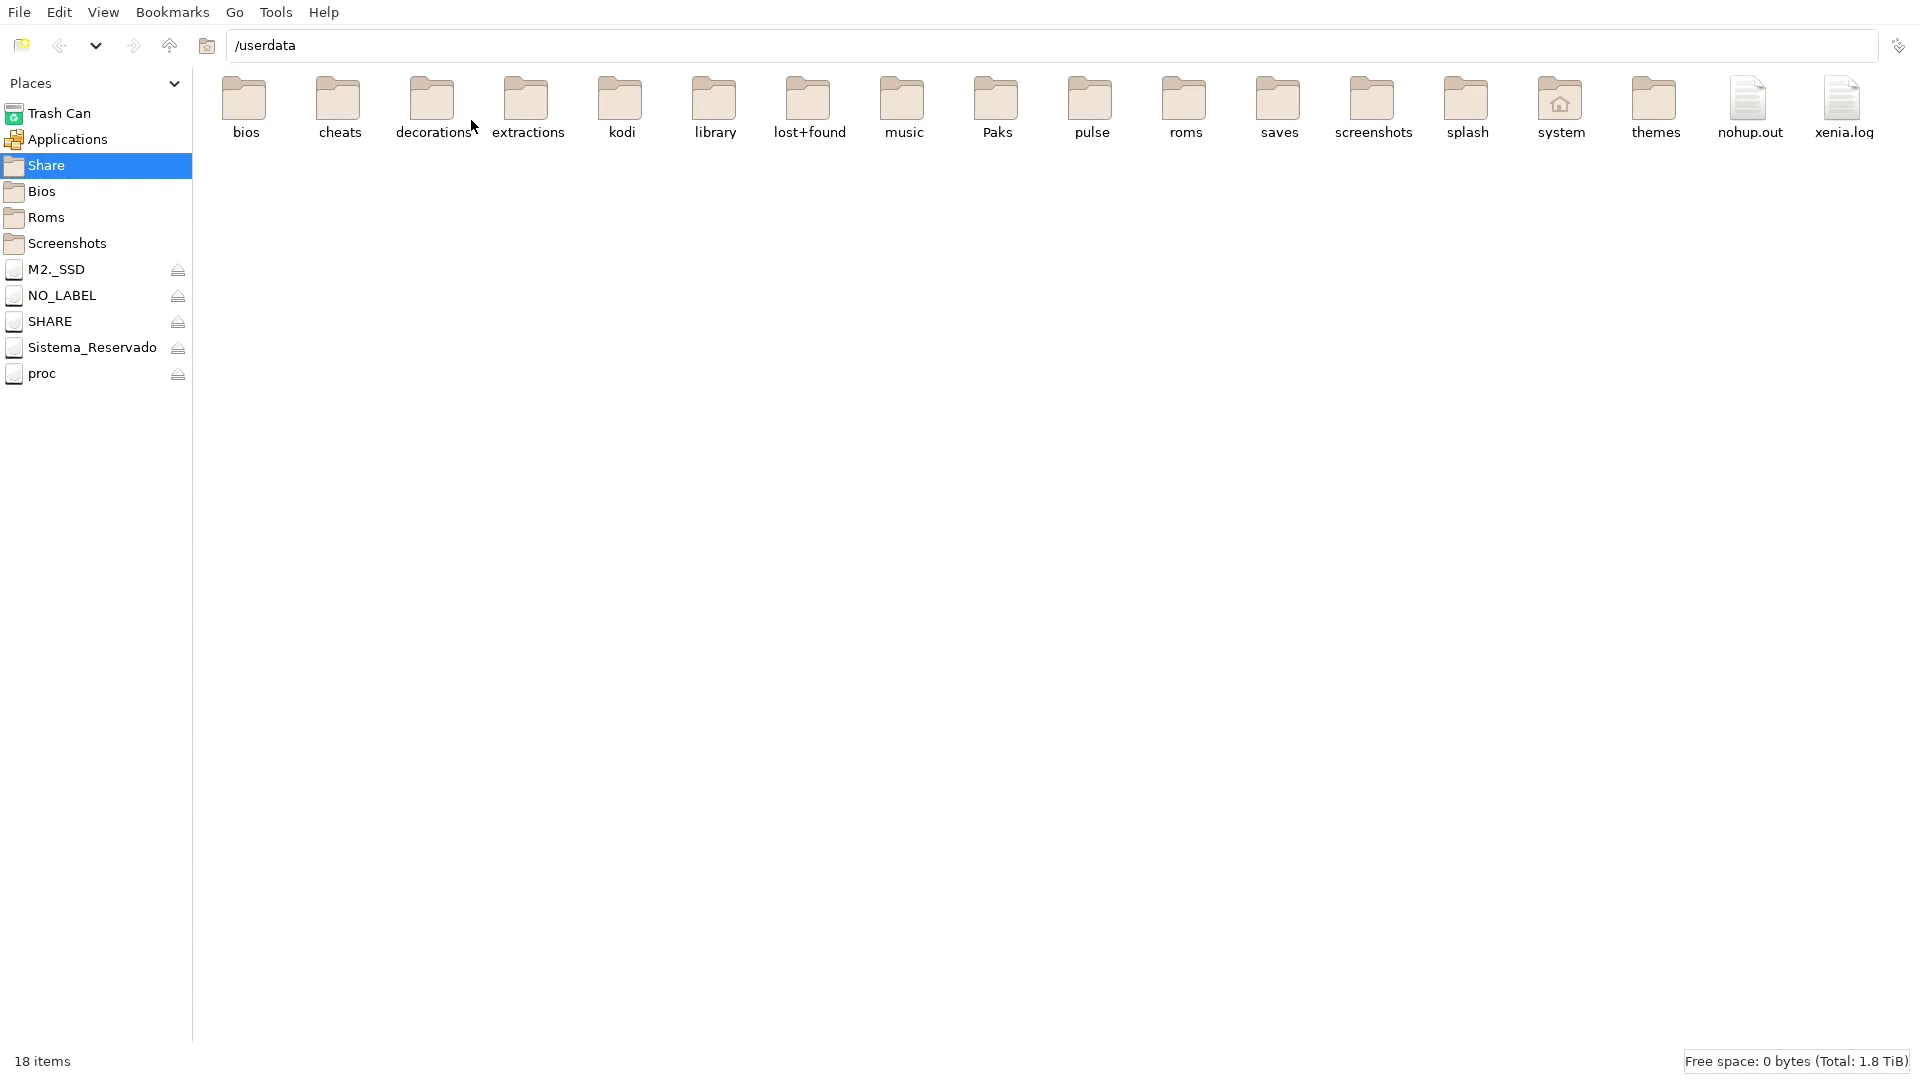 File Edit View Bookmarks Go Tools Help
/userdata
Places
Trash Can
Applications
Share
Bios
Roms
Screenshots
M2._SSD
NO_LABEL
SHARE
Sistema_Reservado
proc
bios cheats decorations extractions kodi library lost+found music Paks pulse roms saves screenshots splash system themes nohup.out xenia.log
18 items
Free space: 0 bytes (Total: 1.8 TiB)